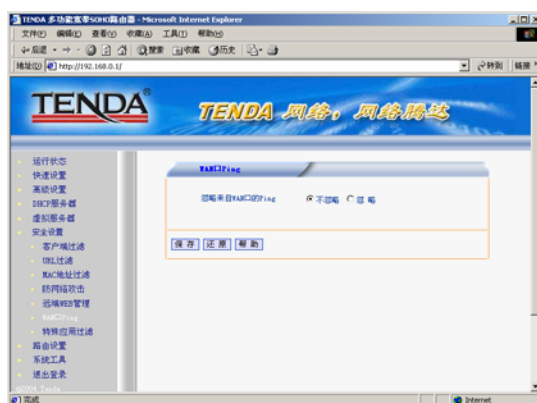 TENDA 多功能宽带SOHO路由器 - Microsoft Internet Explorer
文件(F) 编辑(E) 查看(V) 收藏(A) 工具(T) 帮助(H)
后退 搜索 收藏 历史
地址(D) http://192.168.0.1/ 转到 链接
TENDA®
TENDA 网络，网络腾达
运行状态
快速设置
高级设置
DHCP服务器
虚拟服务器
安全设置
客户端过滤
URL过滤
MAC地址过滤
防网络攻击
远端WEB管理
WAN口Ping
特殊应用过滤
路由设置
系统工具
退出登录
©2004 Tenda
WAN口Ping
忽略来自WAN口的Ping 不忽略 忽 略
保 存 还 原 帮 助
完成 Internet